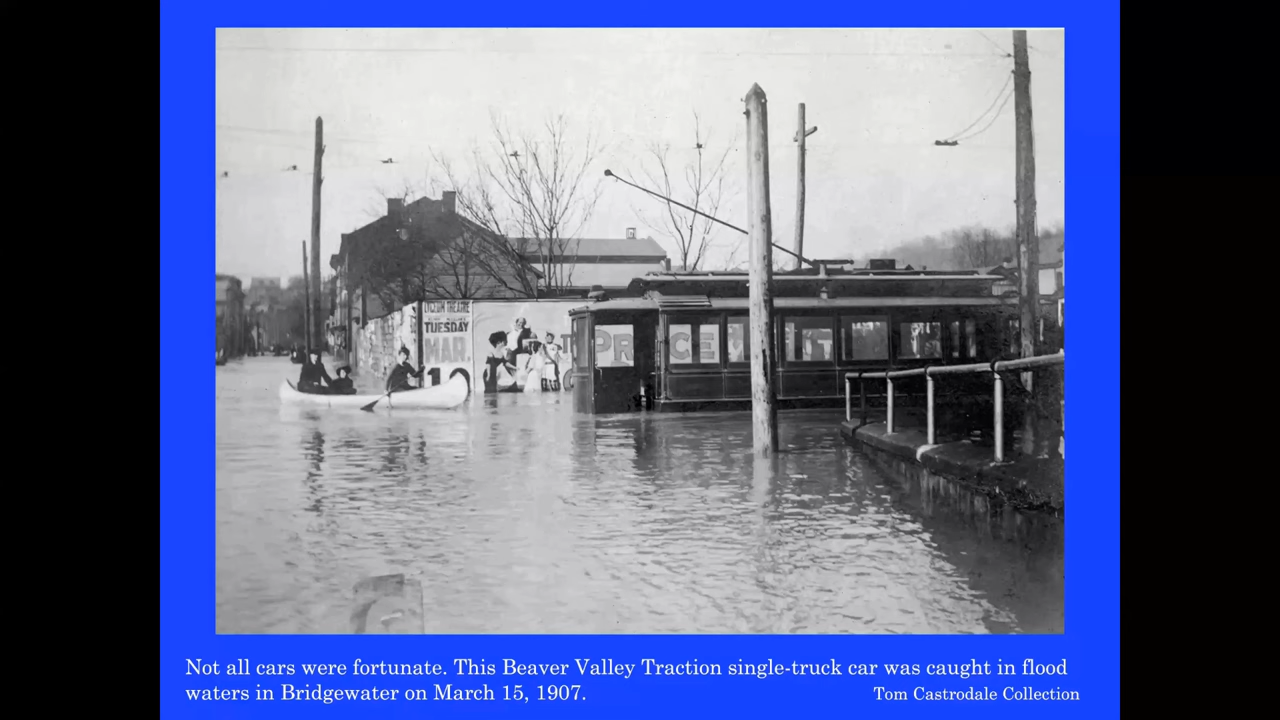 LYCEUM THEATRE
TUESDAY
MAR.
Not all cars were fortunate. This Beaver Valley Traction single-truck car was caught in flood
waters in Bridgewater on March 15, 1907.
Tom Castrodale Collection